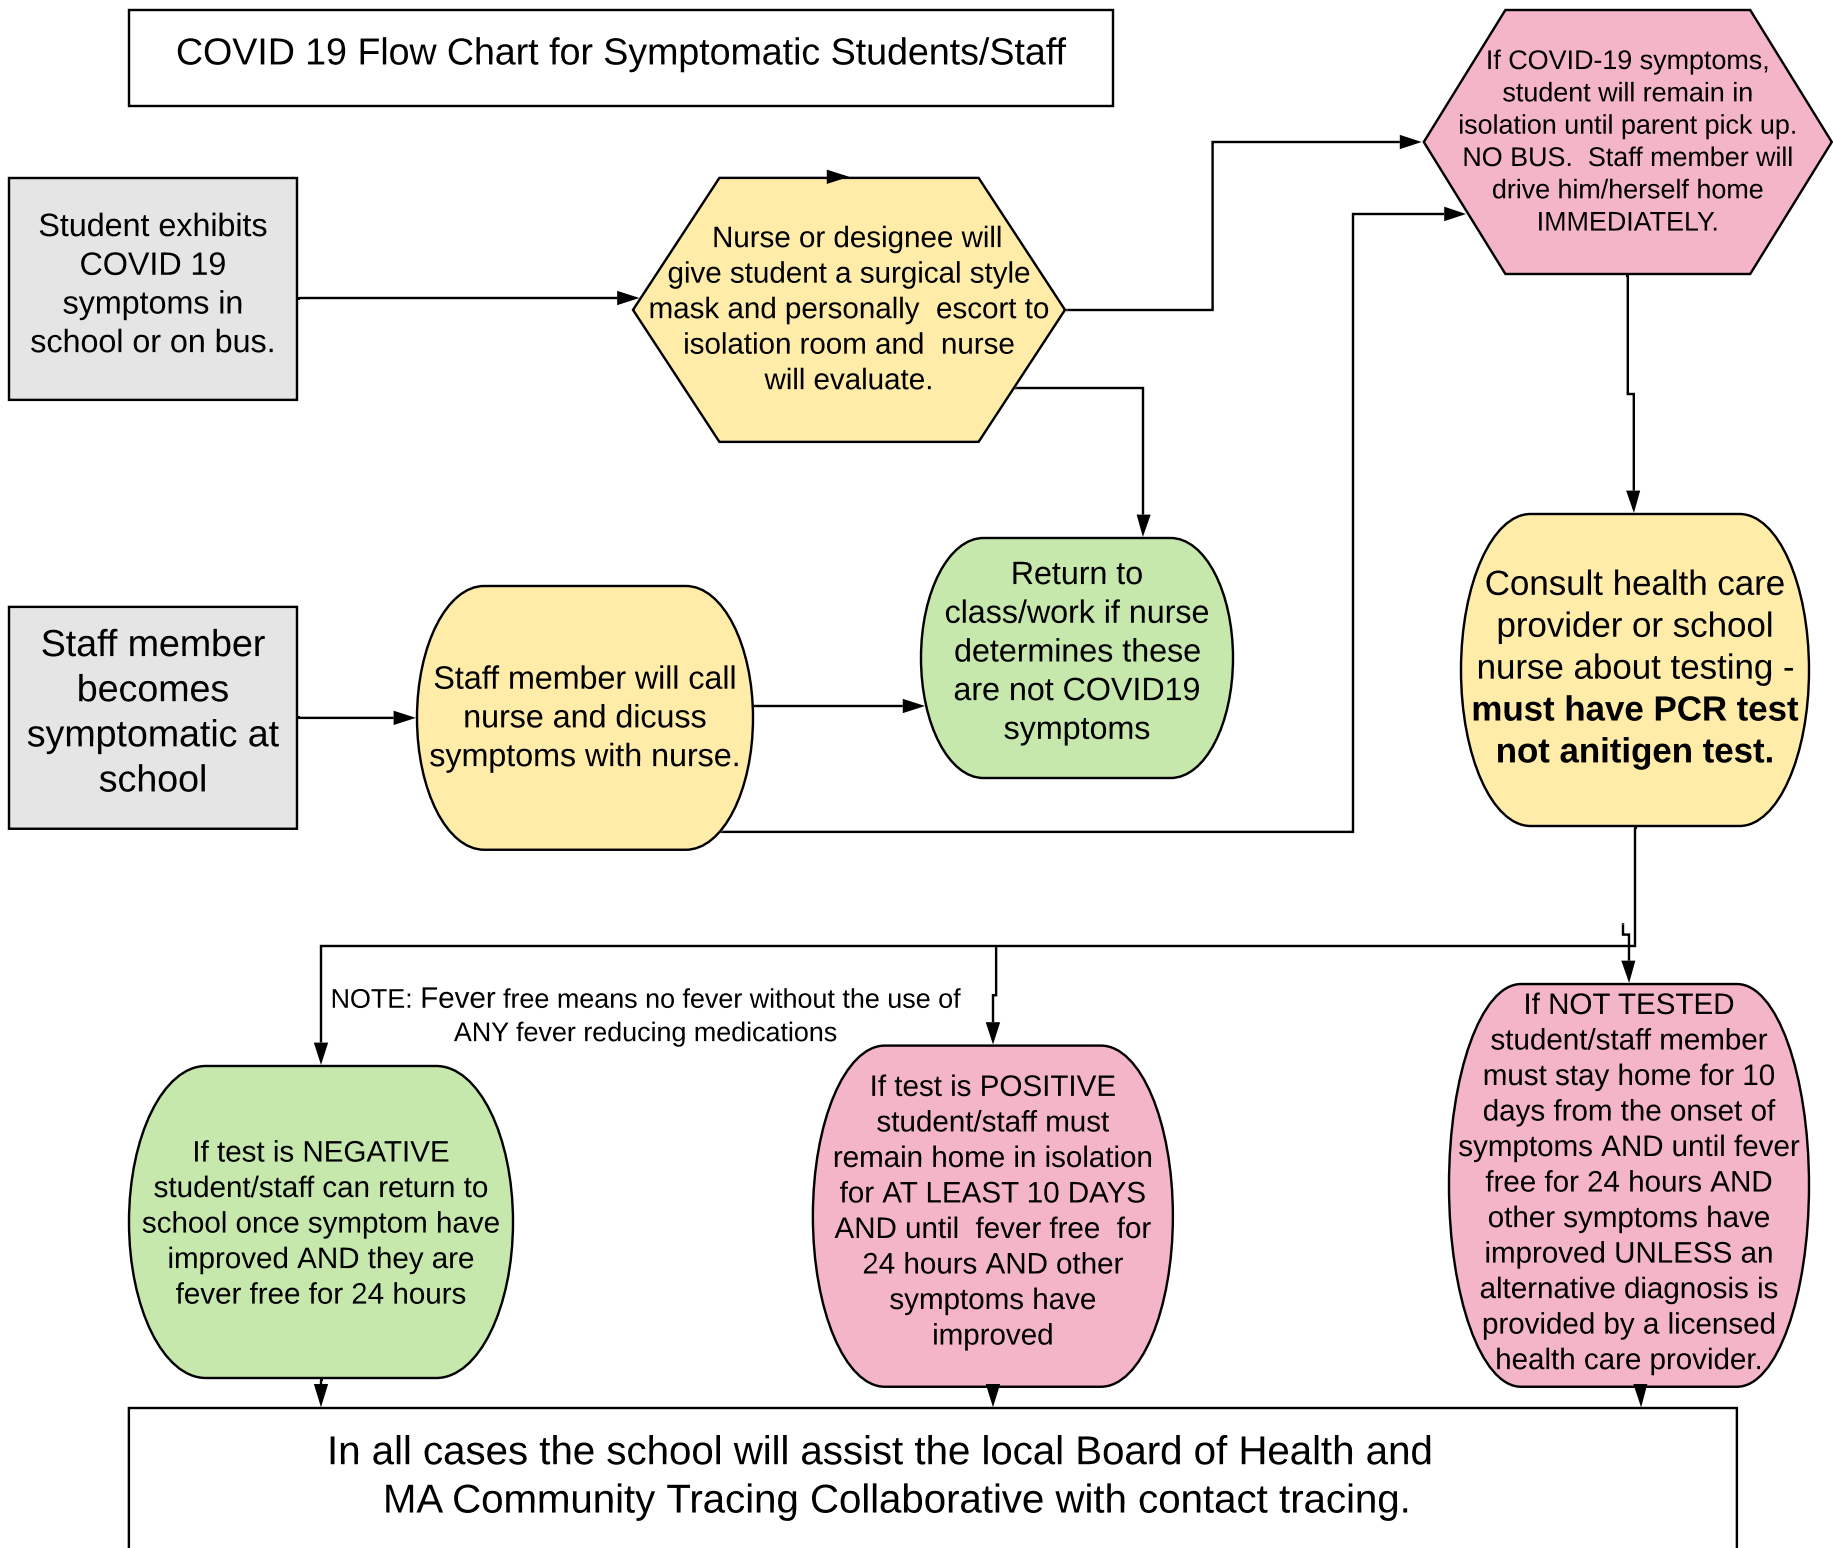 COVID 19 Flow Chart for Symptomatic Students/Staff
If COVID-19 symptoms,
student will remain in
isolation until parent pick up.
NO BUS.  Staff member will
drive him/herself home
IMMEDIATELY.
Student exhibits
COVID 19
symptoms in
school or on bus.
Nurse or designee will
give student a surgical style
mask and personally  escort to
isolation room and  nurse
will evaluate.
Staff member
becomes
symptomatic at
school
Staff member will call
nurse and dicuss
symptoms with nurse.
Return to
class/work if nurse
determines these
are not COVID19
symptoms
Consult health care
provider or school
nurse about testing -
must have PCR test
not anitigen test.
NOTE: Fever free means no fever without the use of
ANY fever reducing medications
If test is NEGATIVE
student/staff can return to
school once symptom have
improved AND they are
fever free for 24 hours
If test is POSITIVE
student/staff must
remain home in isolation
for AT LEAST 10 DAYS
AND until  fever free  for
24 hours AND other
symptoms have
improved
If NOT TESTED
student/staff member
must stay home for 10
days from the onset of
symptoms AND until fever
free for 24 hours AND
other symptoms have
improved UNLESS an
alternative diagnosis is
provided by a licensed
health care provider.
In all cases the school will assist the local Board of Health and
MA Community Tracing Collaborative with contact tracing.